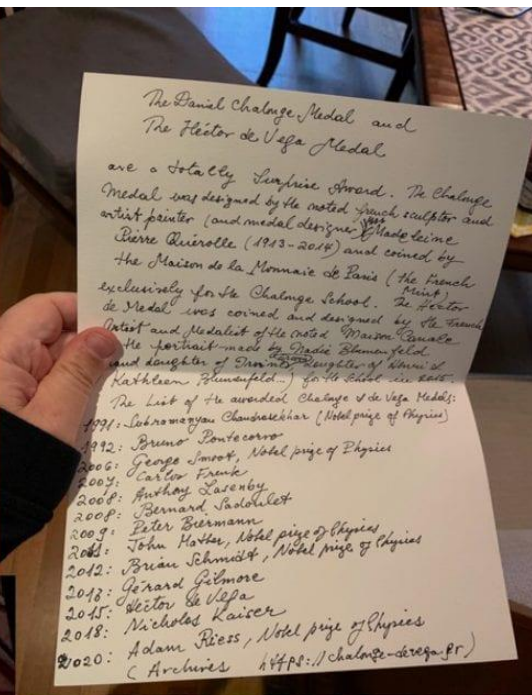 The Daniel Chalonge Medal and
The Héctor de Vega Medal
are a totally Surprise Award. The Chalonge
Medal was designed by the noted french sculptor and
artist painter (and medal designer) Madeleine
Pierre Quérolle (1913-2014) and coined by
the Maison de la Monnaie de Paris (the French
Mint)
exclusively for the Chalonge School. The Héctor
de Medal was coined and designed by the French
Artist and Medalist of the noted Maison Canale
the portrait made by Nadié Blumenfeld
and daughter of Daughter of Henri &
Kathleen Blumenfeld...) for the School in 2015.
The List of the awarded Chalonge & de Vega Medals:
1991: Subramanyan Chandrasekhar (Nobel prize of Physics)
1992: Bruno Pontecorvo
2006: George Smoot, Nobel prize of Physics
2007: Carlos Frenk
2008: Anthony Lasenby
2008: Bernard Sadoulet
2009: Peter Biermann
2011: John Mather, Nobel prize of Physics
2012: Brian Schmidt, Nobel prize of Physics
2013: Gérard Gilmore
2015: Héctor de Vega
2018: Nicholas Kaiser
2020: Adam Riess, Nobel prize of Physics
(Archives https://chalonge-devega.fr)